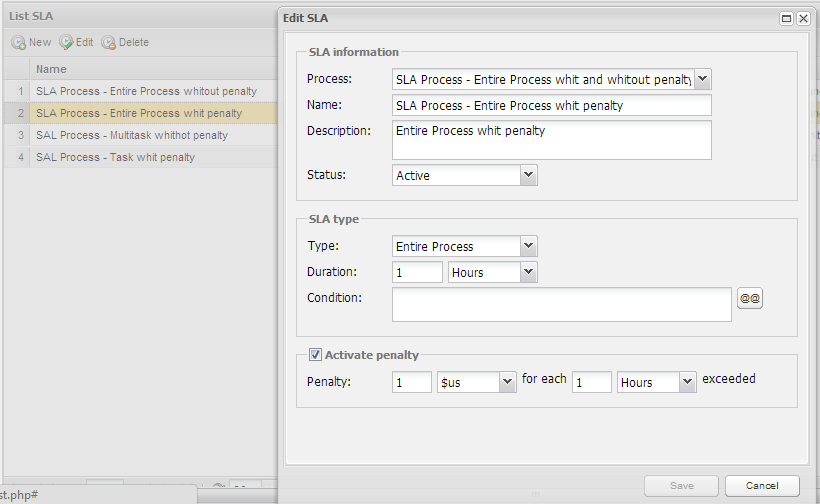 List SLA
New Edit Delete
Name
1 SLA Process - Entire Process whitout penalty
2 SLA Process - Entire Process whit penalty
3 SAL Process - Multitask whithot penalty
4 SAL Process - Task whit penalty
st.php#
Edit SLA
SLA information
Process: SLA Process - Entire Process whit and whitout penalty
Name: SLA Process - Entire Process whit penalty
Description: Entire Process whit penalty
Status: Active
SLA type
Type: Entire Process
Duration: 1 Hours
Condition: @@
Activate penalty
Penalty: 1 $us for each 1 Hours exceeded
Save Cancel